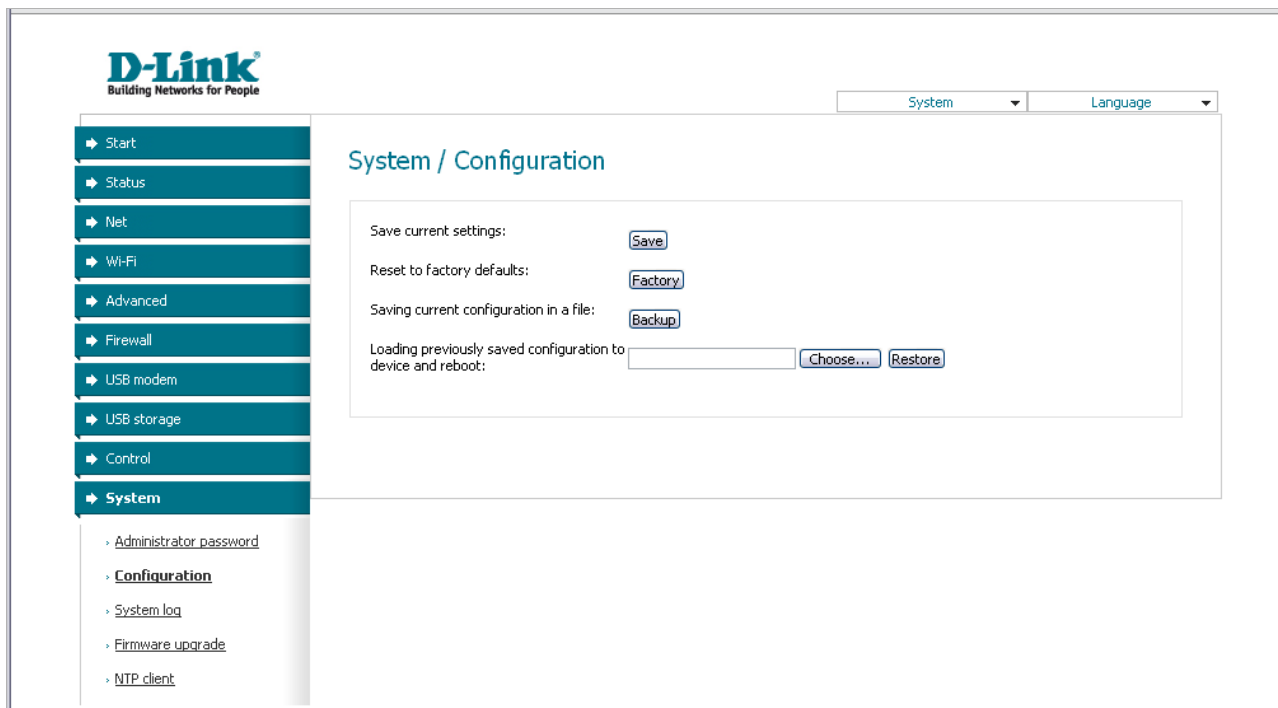 D-Link®
Building Networks for People
System
Language
Start
Status
Net
Wi-Fi
Advanced
Firewall
USB modem
USB storage
Control
System
Administrator password
Configuration
System log
Firmware upgrade
NTP client
System / Configuration
Save current settings:
Save
Reset to factory defaults:
Factory
Saving current configuration in a file:
Backup
Loading previously saved configuration to
device and reboot:
Choose...
Restore